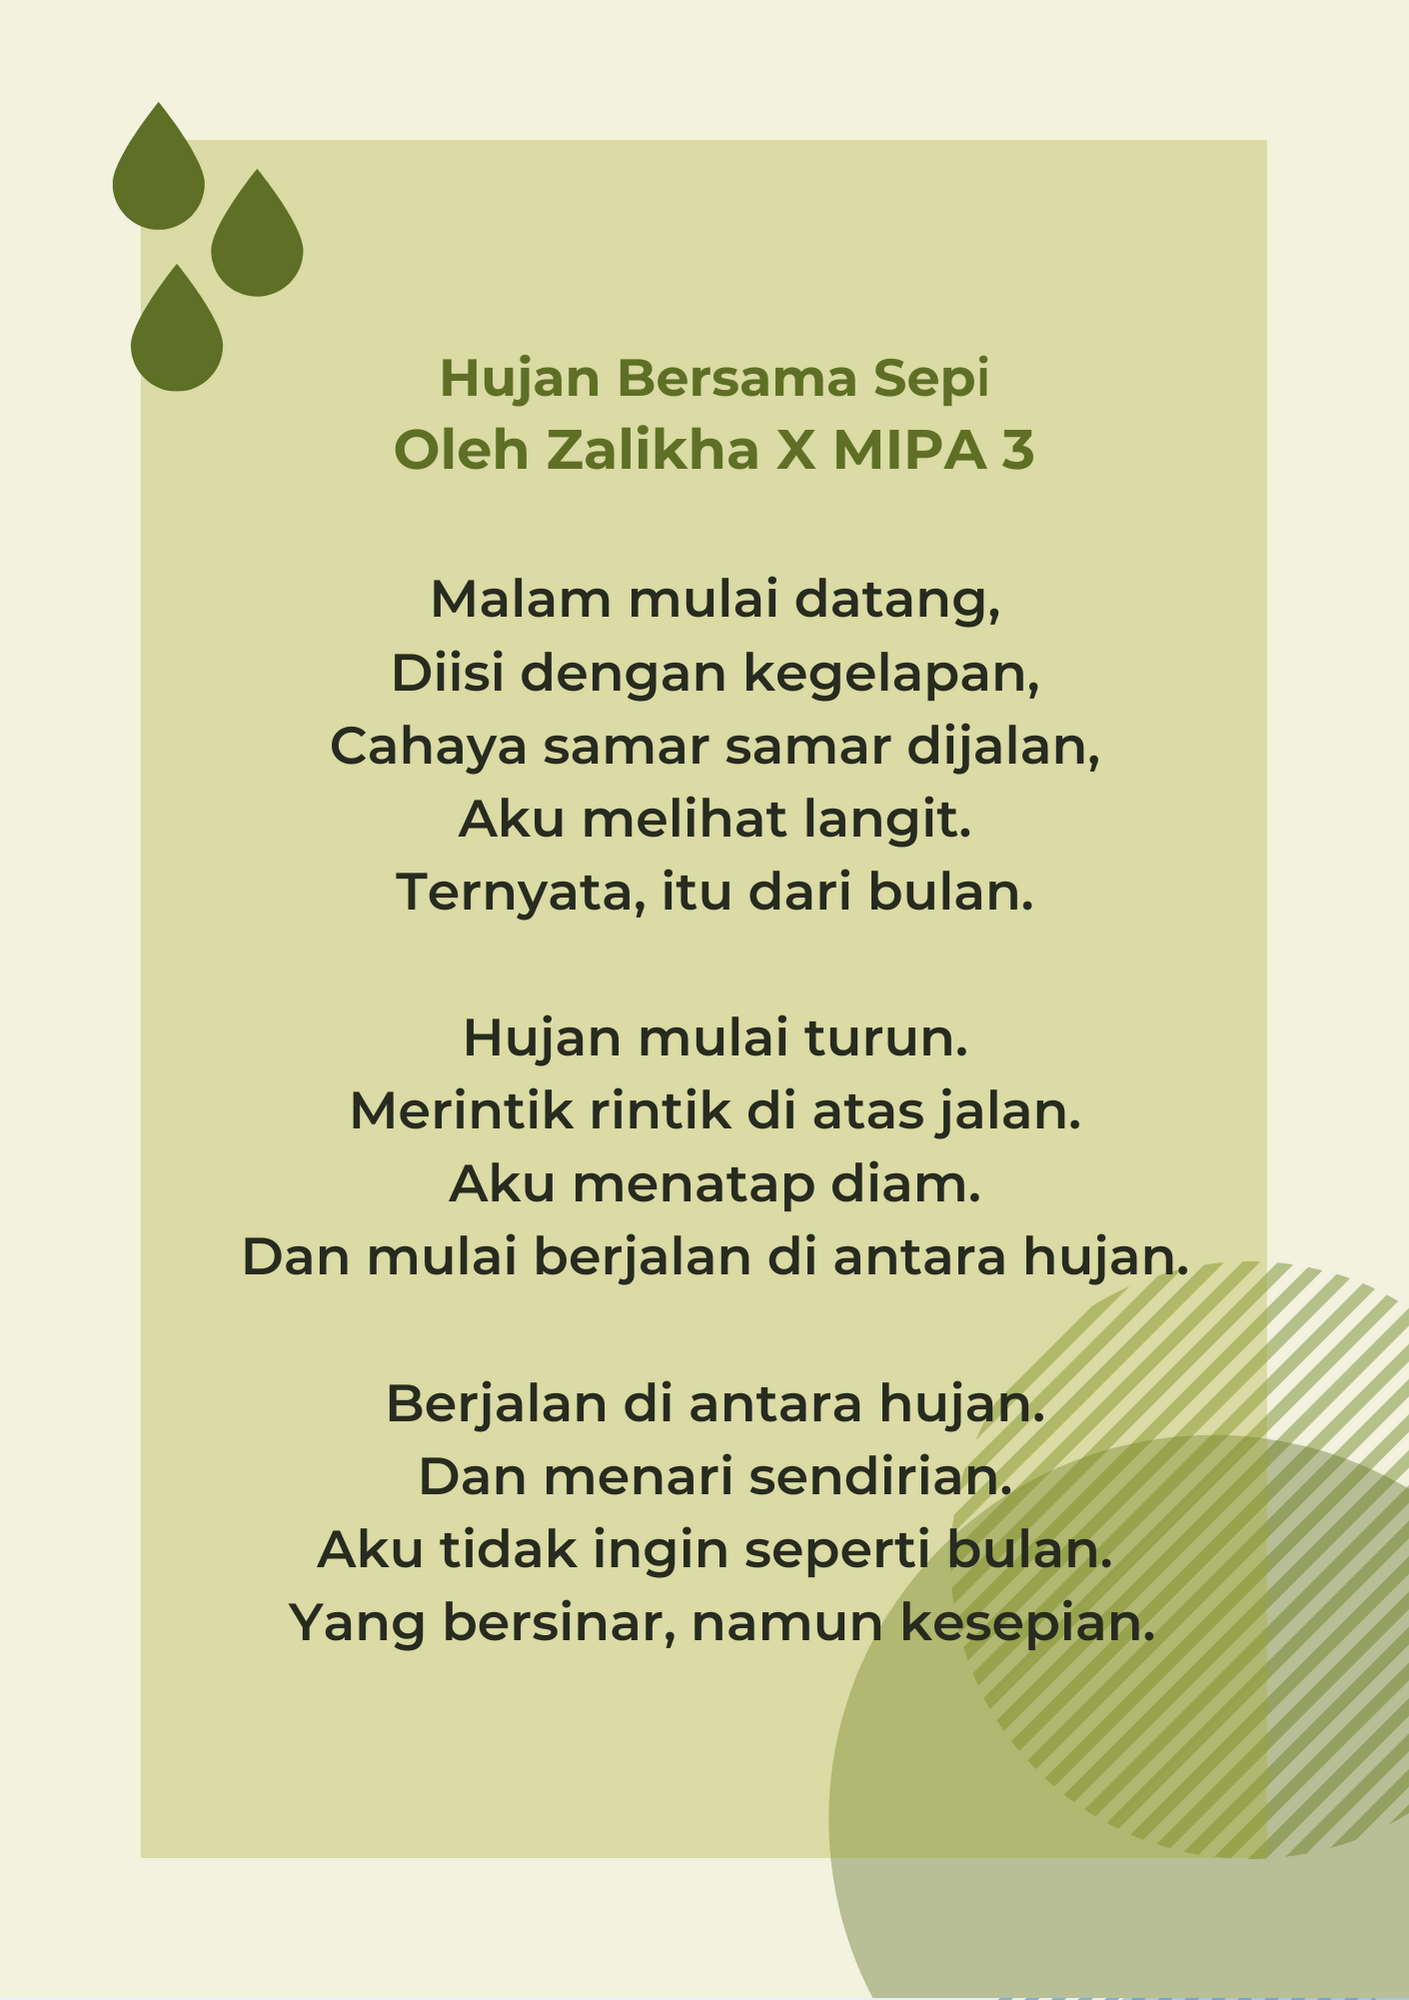 Hujan Bersama Sepi
Oleh Zalikha X MIPA 3
Malam mulai datang,
Diisi dengan kegelapan,
Cahaya samar samar dijalan,
Aku melihat langit.
Ternyata, itu dari bulan.
Hujan mulai turun.
Merintik rintik di atas jalan.
Aku menatap diam.
Dan mulai berjalan di antara hujan.
Berjalan di antara hujan.
Dan menari sendirian.
Aku tidak ingin seperti bulan.
Yang bersinar, namun kesepian.